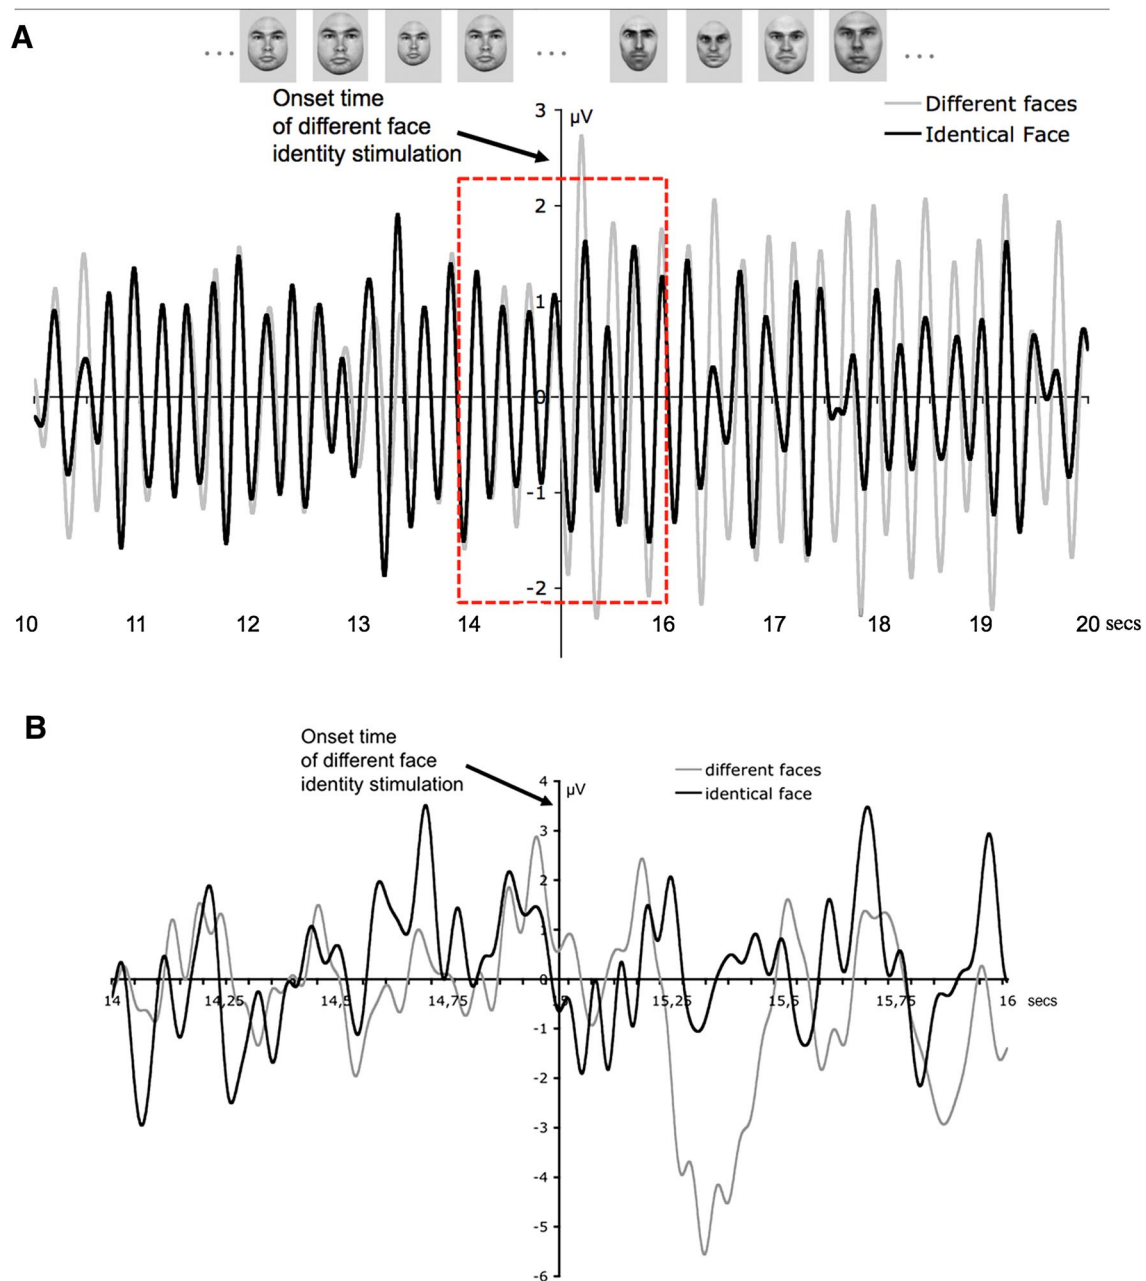 A
... ... ...
Onset time
of different face
identity stimulation
3
µV
Different faces
Identical Face
2
1
0
-1
-2
10 11 12 13 14 16 17 18 19 20 secs
B
Onset time
of different face
identity stimulation
4
µV
different faces
identical face
3
2
1
0
14 14,25 14,5 14,75 15 15,25 15,5 15,75 16 secs
-1
-2
-3
-4
-5
-6